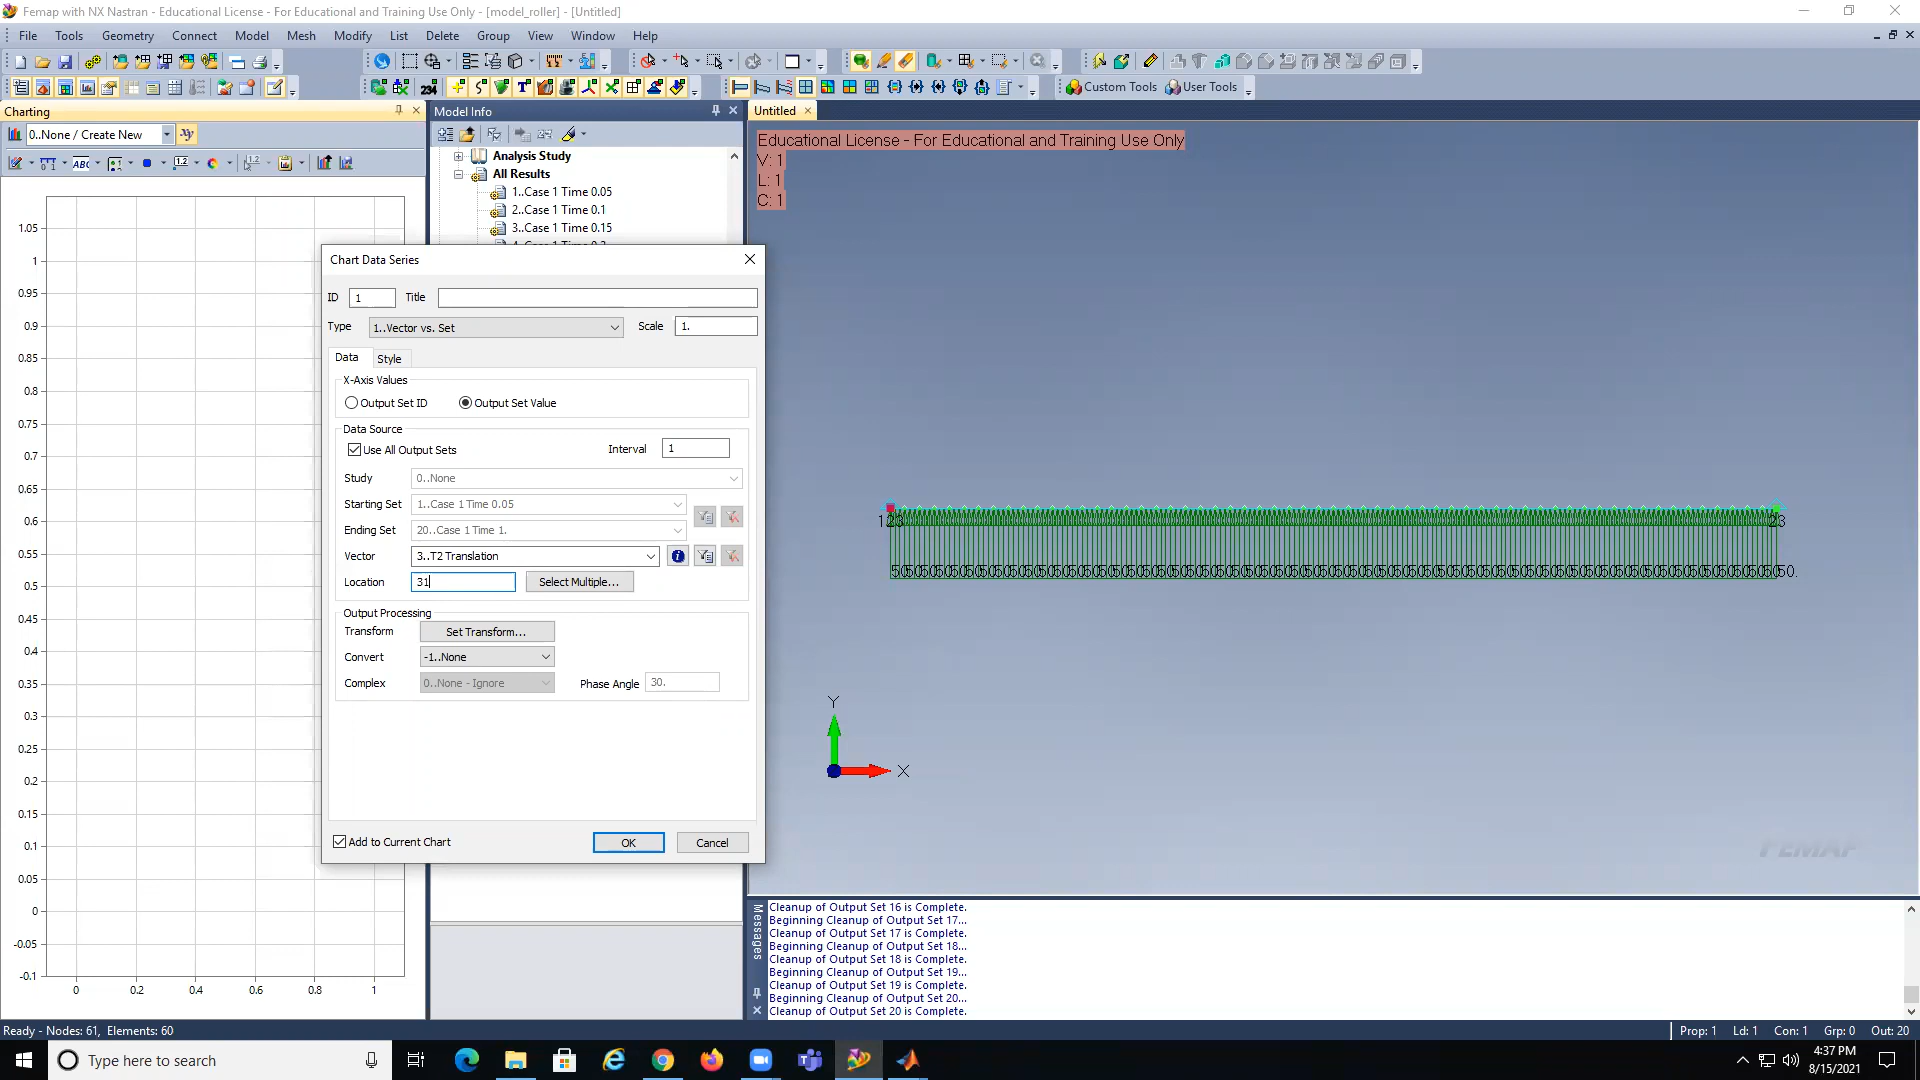 Femap with NX Nastran - Educational License - For Educational and Training Use Only - [model_roller] - [Untitled]
File Tools Geometry Connect Model Mesh Modify List Delete Group View Window Help
234
Custom Tools User Tools
Charting
0..None / Create New
xy
ABC
1.2
1.05
1
0.95
0.9
0.85
0.8
0.75
0.7
0.65
0.6
0.55
0.5
0.45
0.4
0.35
0.3
0.25
0.2
0.15
0.1
0.05
0
-0.05
-0.1
0 0.2 0.4 0.6 0.8 1
Model Info
Analysis Study
All Results
1..Case 1 Time 0.05
2..Case 1 Time 0.1
3..Case 1 Time 0.15
Chart Data Series
ID 1 Title
Type 1..Vector vs. Set Scale 1.
Data Style
X-Axis Values
Output Set ID Output Set Value
Data Source
Use All Output Sets Interval 1
Study 0..None
Starting Set 1..Case 1 Time 0.05
Ending Set 20..Case 1 Time 1.
Vector 3..T2 Translation
Location 31 Select Multiple...
Output Processing
Transform Set Transform...
Convert -1..None
Complex 0..None - Ignore Phase Angle 30.
Add to Current Chart OK Cancel
Untitled
Educational License - For Educational and Training Use Only
V: 1
L: 1
C: 1
123
23
50.
Y
X
FEMAP
Messages
Cleanup of Output Set 16 is Complete.
Beginning Cleanup of Output Set 17...
Cleanup of Output Set 17 is Complete.
Beginning Cleanup of Output Set 18...
Cleanup of Output Set 18 is Complete.
Beginning Cleanup of Output Set 19...
Cleanup of Output Set 19 is Complete.
Beginning Cleanup of Output Set 20...
Cleanup of Output Set 20 is Complete.
Ready - Nodes: 61, Elements: 60
Prop: 1 Ld: 1 Con: 1 Grp: 0 Out: 20
Type here to search
4:37 PM
8/15/2021